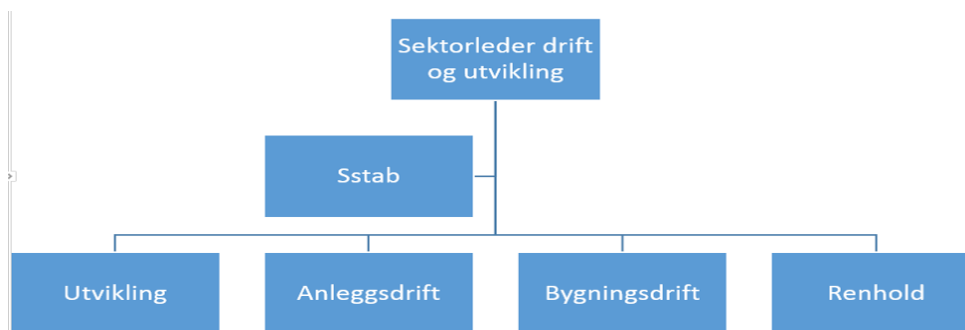 Sektorleder drift
og utvikling
Sstab
Utvikling
Anleggsdrift
Bygningsdrift
Renhold